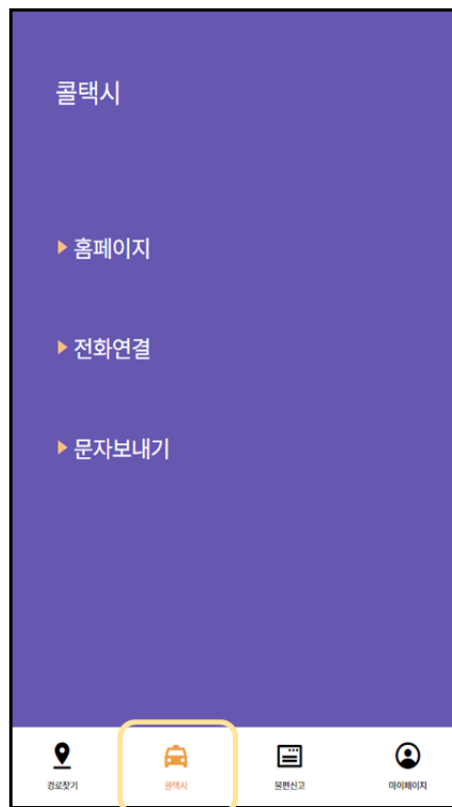 콜택시
홈페이지
전화연결
문자보내기
경로찾기
콜택시
불편신고
마이페이지